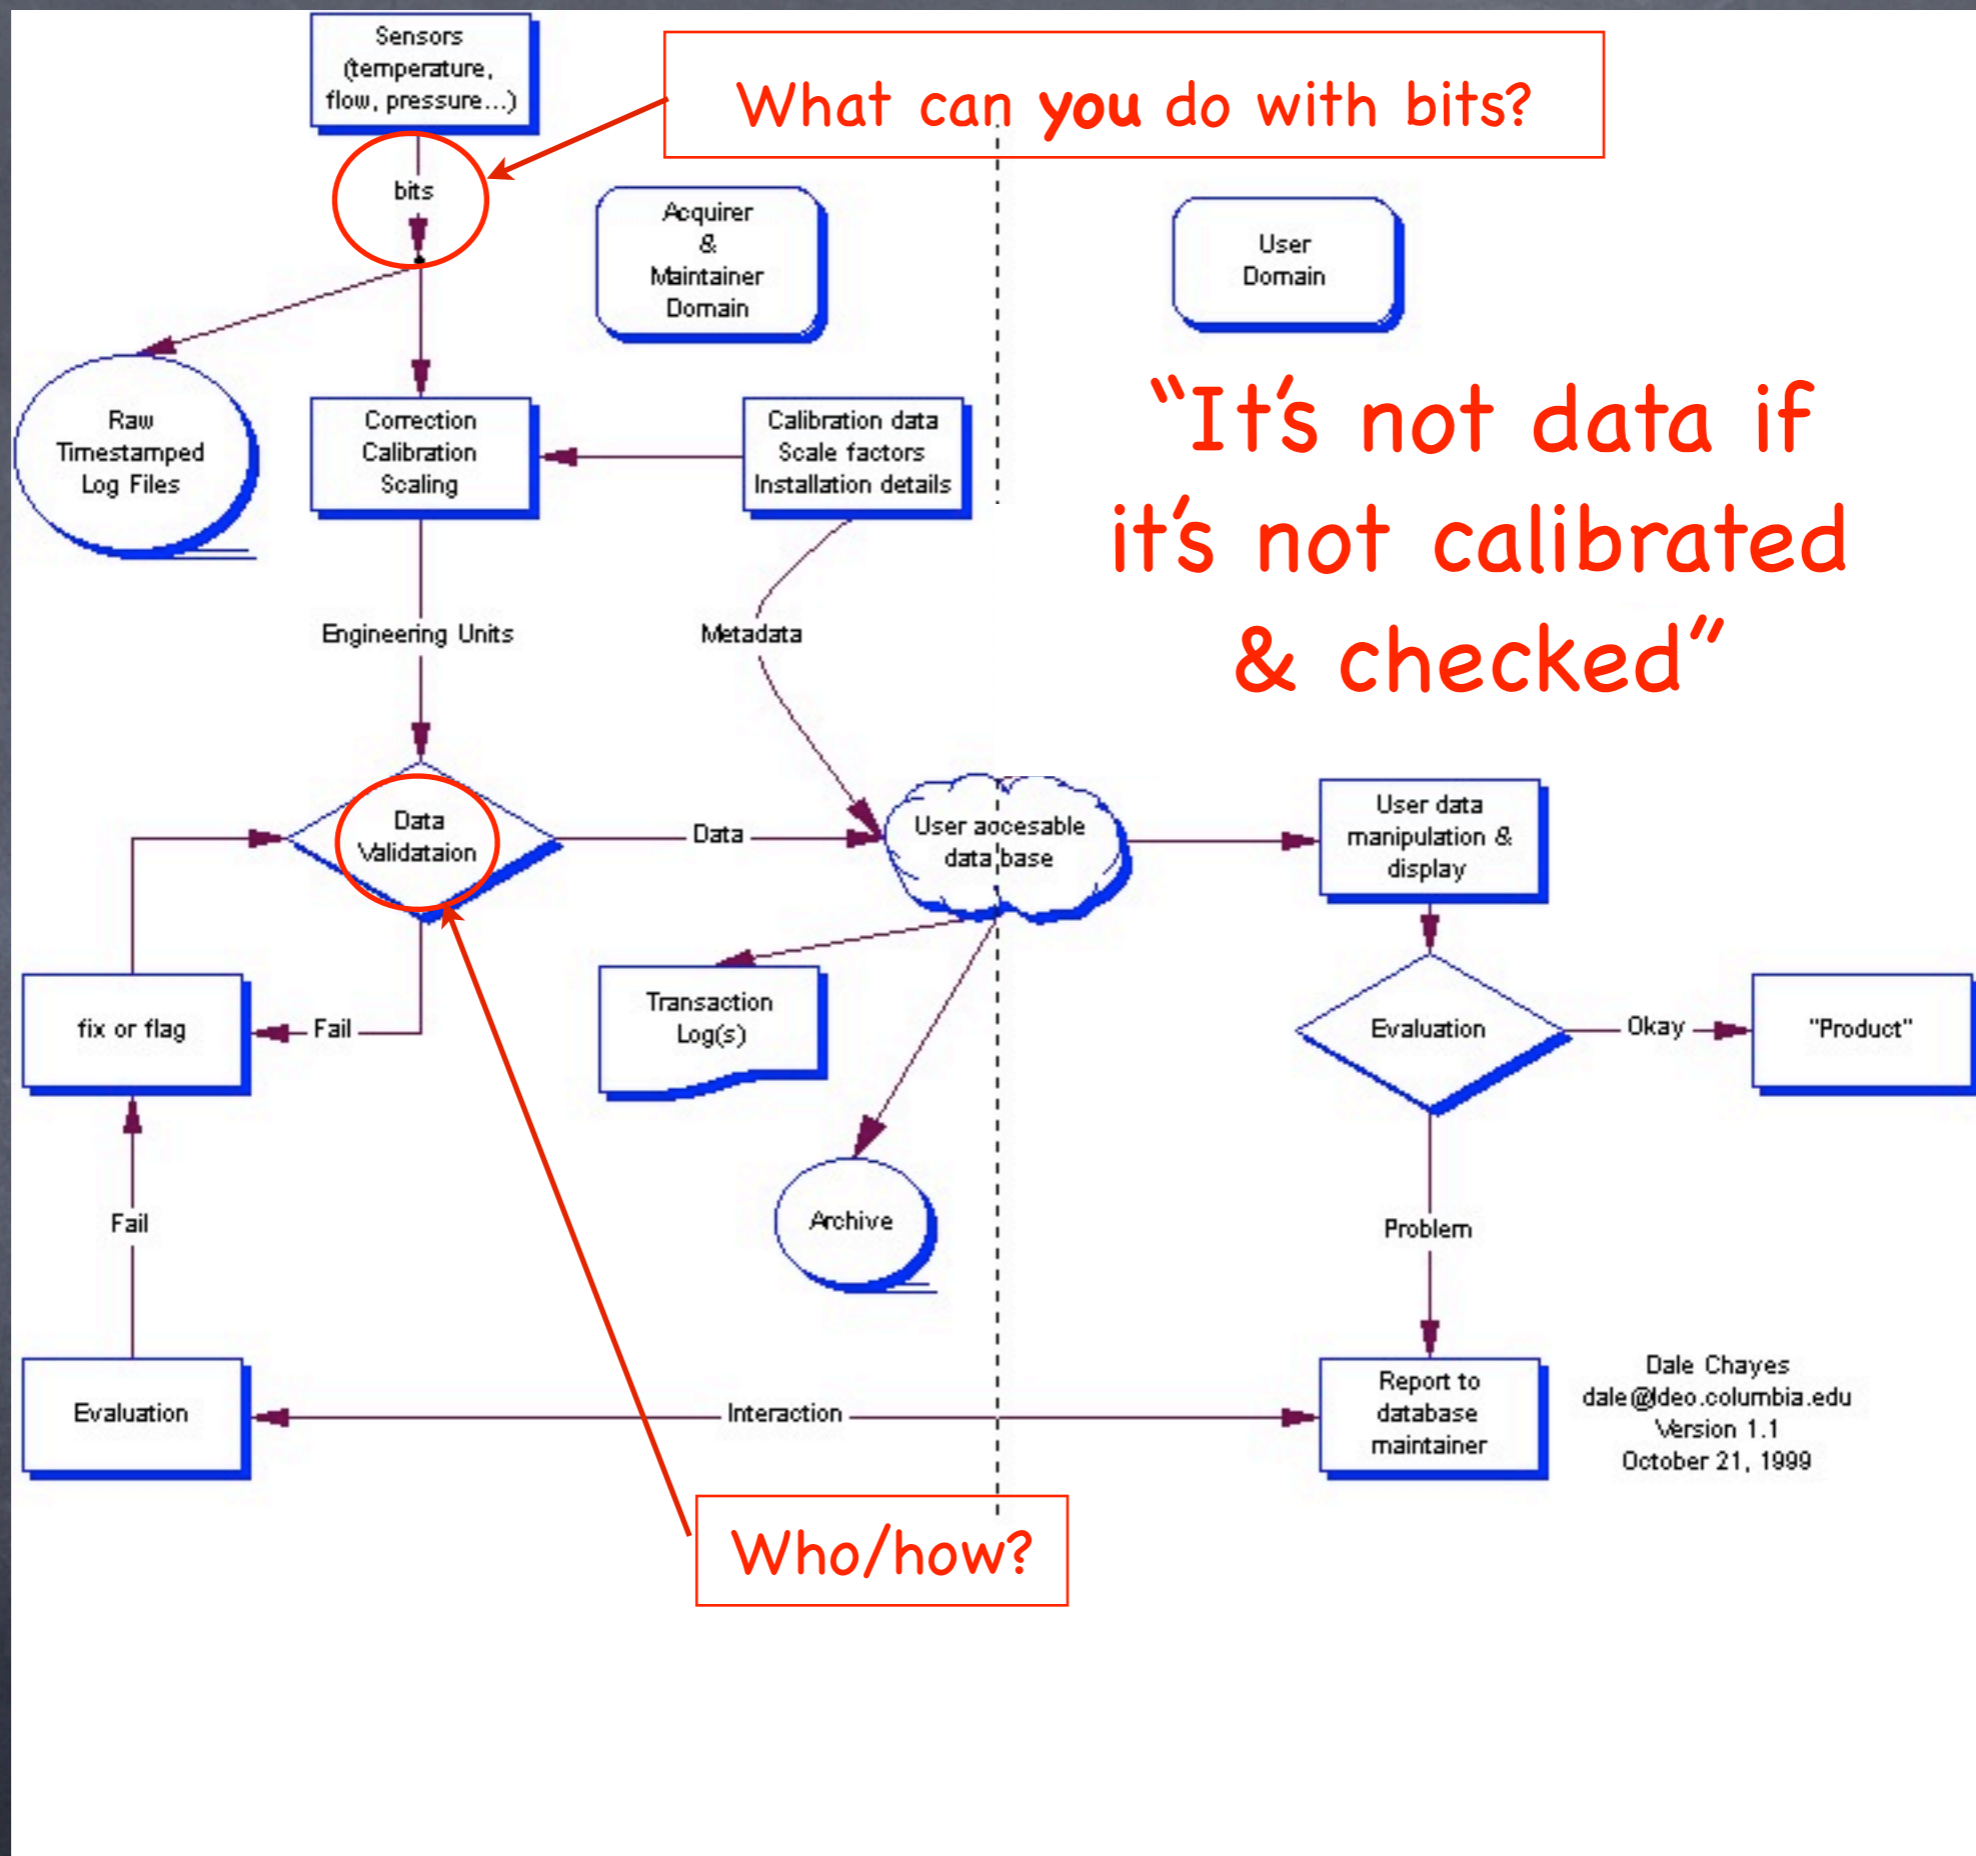 Sensors
(temperature,
flow, pressure...)
What can you do with bits?
bits
Acquirer
&
Maintainer
Domain
User
Domain
"It's not data if
it's not calibrated
& checked"
Raw
Timestamped
Log Files
Correction
Calibration
Scaling
Calibration data
Scale factors
Installation details
Engineering Units
Metadata
Data
Validataion
Data
User accesable
data base
User data
manipulation &
display
fix or flag
Fail
Transaction
Log(s)
Evaluation
Okay
"Product"
Fail
Archive
Problem
Evaluation
Interaction
Report to
database
maintainer
Dale Chayes
dale@ldeo.columbia.edu
Version 1.1
October 21, 1999
Who/how?